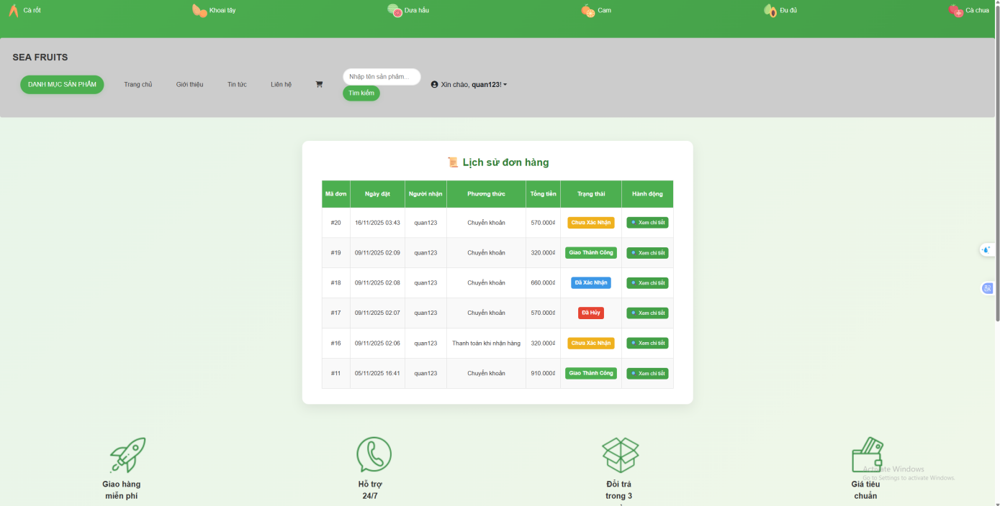 Cà rốt Khoai tây Dưa hấu Cam Đu đủ Cà chua
SEA FRUITS
DANH MỤC SẢN PHẨM Trang chủ Giới thiệu Tin tức Liên hệ Nhập tên sản phẩm... Tìm kiếm Xin chào, quan123!
Lịch sử đơn hàng
Mã đơn Ngày đặt Người nhận Phương thức Tổng tiền Trạng thái Hành động
#20 16/11/2025 03:43 quan123 Chuyển khoản 570.000₫ Chưa Xác Nhận Xem chi tiết
#19 09/11/2025 02:09 quan123 Chuyển khoản 320.000₫ Giao Thành Công Xem chi tiết
#18 09/11/2025 02:08 quan123 Chuyển khoản 660.000₫ Đã Xác Nhận Xem chi tiết
#17 09/11/2025 02:07 quan123 Chuyển khoản 570.000₫ Đã Hủy Xem chi tiết
#16 09/11/2025 02:06 quan123 Thanh toán khi nhận hàng 320.000₫ Chưa Xác Nhận Xem chi tiết
#11 05/11/2025 16:41 quan123 Chuyển khoản 910.000₫ Giao Thành Công Xem chi tiết
Giao hàng
miễn phí
Hỗ trợ
24/7
Đổi trả
trong 3
Giá tiêu
chuẩn
Activate Windows
Go to Settings to activate Windows.